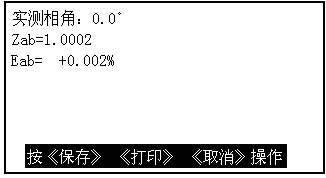 实测相角：0.0°
Zab=1.0002
Eab=  +0.002%
按《保存》 《打印》 《取消》操作